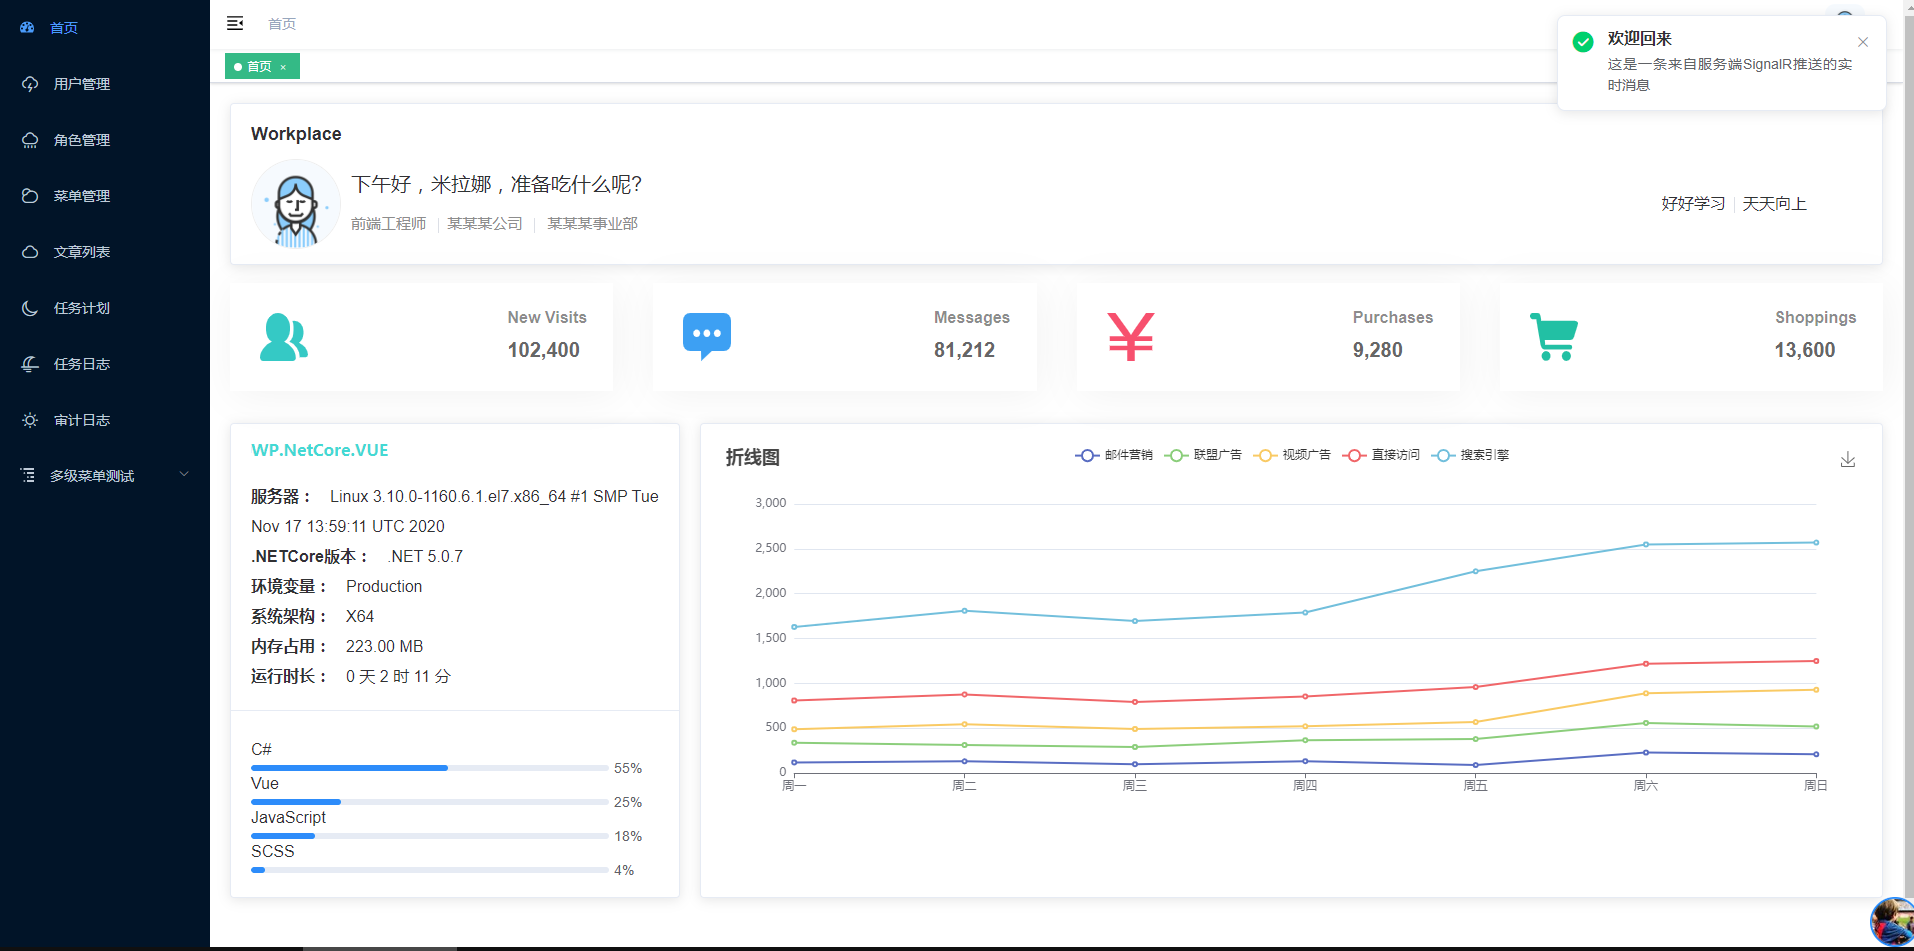 首页
用户管理
角色管理
菜单管理
文章列表
任务计划
任务日志
审计日志
多级菜单测试
首页
首页 ×
欢迎回来
这是一条来自服务端SignalR推送的实
时消息
Workplace
下午好，米拉娜，准备吃什么呢?
前端工程师 某某某公司 某某某事业部
好好学习 天天向上
New Visits
102,400
Messages
81,212
Purchases
9,280
Shoppings
13,600
WP.NetCore.VUE
服务器： Linux 3.10.0-1160.6.1.el7.x86_64 #1 SMP Tue
Nov 17 13:59:11 UTC 2020
.NETCore版本： .NET 5.0.7
环境变量： Production
系统架构： X64
内存占用： 223.00 MB
运行时长： 0 天 2 时 11 分
C#
55%
Vue
25%
JavaScript
18%
SCSS
4%
折线图
邮件营销 联盟广告 视频广告 直接访问 搜索引擎
3,000
2,500
2,000
1,500
1,000
500
0
周一 周二 周三 周四 周五 周六 周日